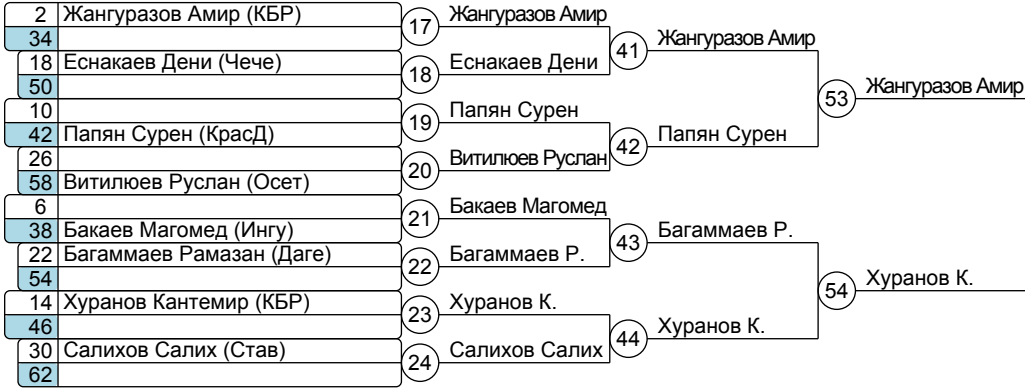 2 Жангуразов Амир (КБР) 17 Жангуразов Амир
34
41 Жангуразов Амир
18 Еснакаев Дени (Чече) 18 Еснакаев Дени
50
53 Жангуразов Амир
10 19 Папян Сурен
42 Папян Сурен (КрасД)
42 Папян Сурен
26 20 Витилюев Руслан
58 Витилюев Руслан (Осет)
6 21 Бакаев Магомед
38 Бакаев Магомед (Ингу)
43 Багаммаев Р.
22 Багаммаев Рамазан (Даге) 22 Багаммаев Р.
54
54 Хуранов К.
14 Хуранов Кантемир (КБР) 23 Хуранов К.
46
44 Хуранов К.
30 Салихов Салих (Став) 24 Салихов Салих
62